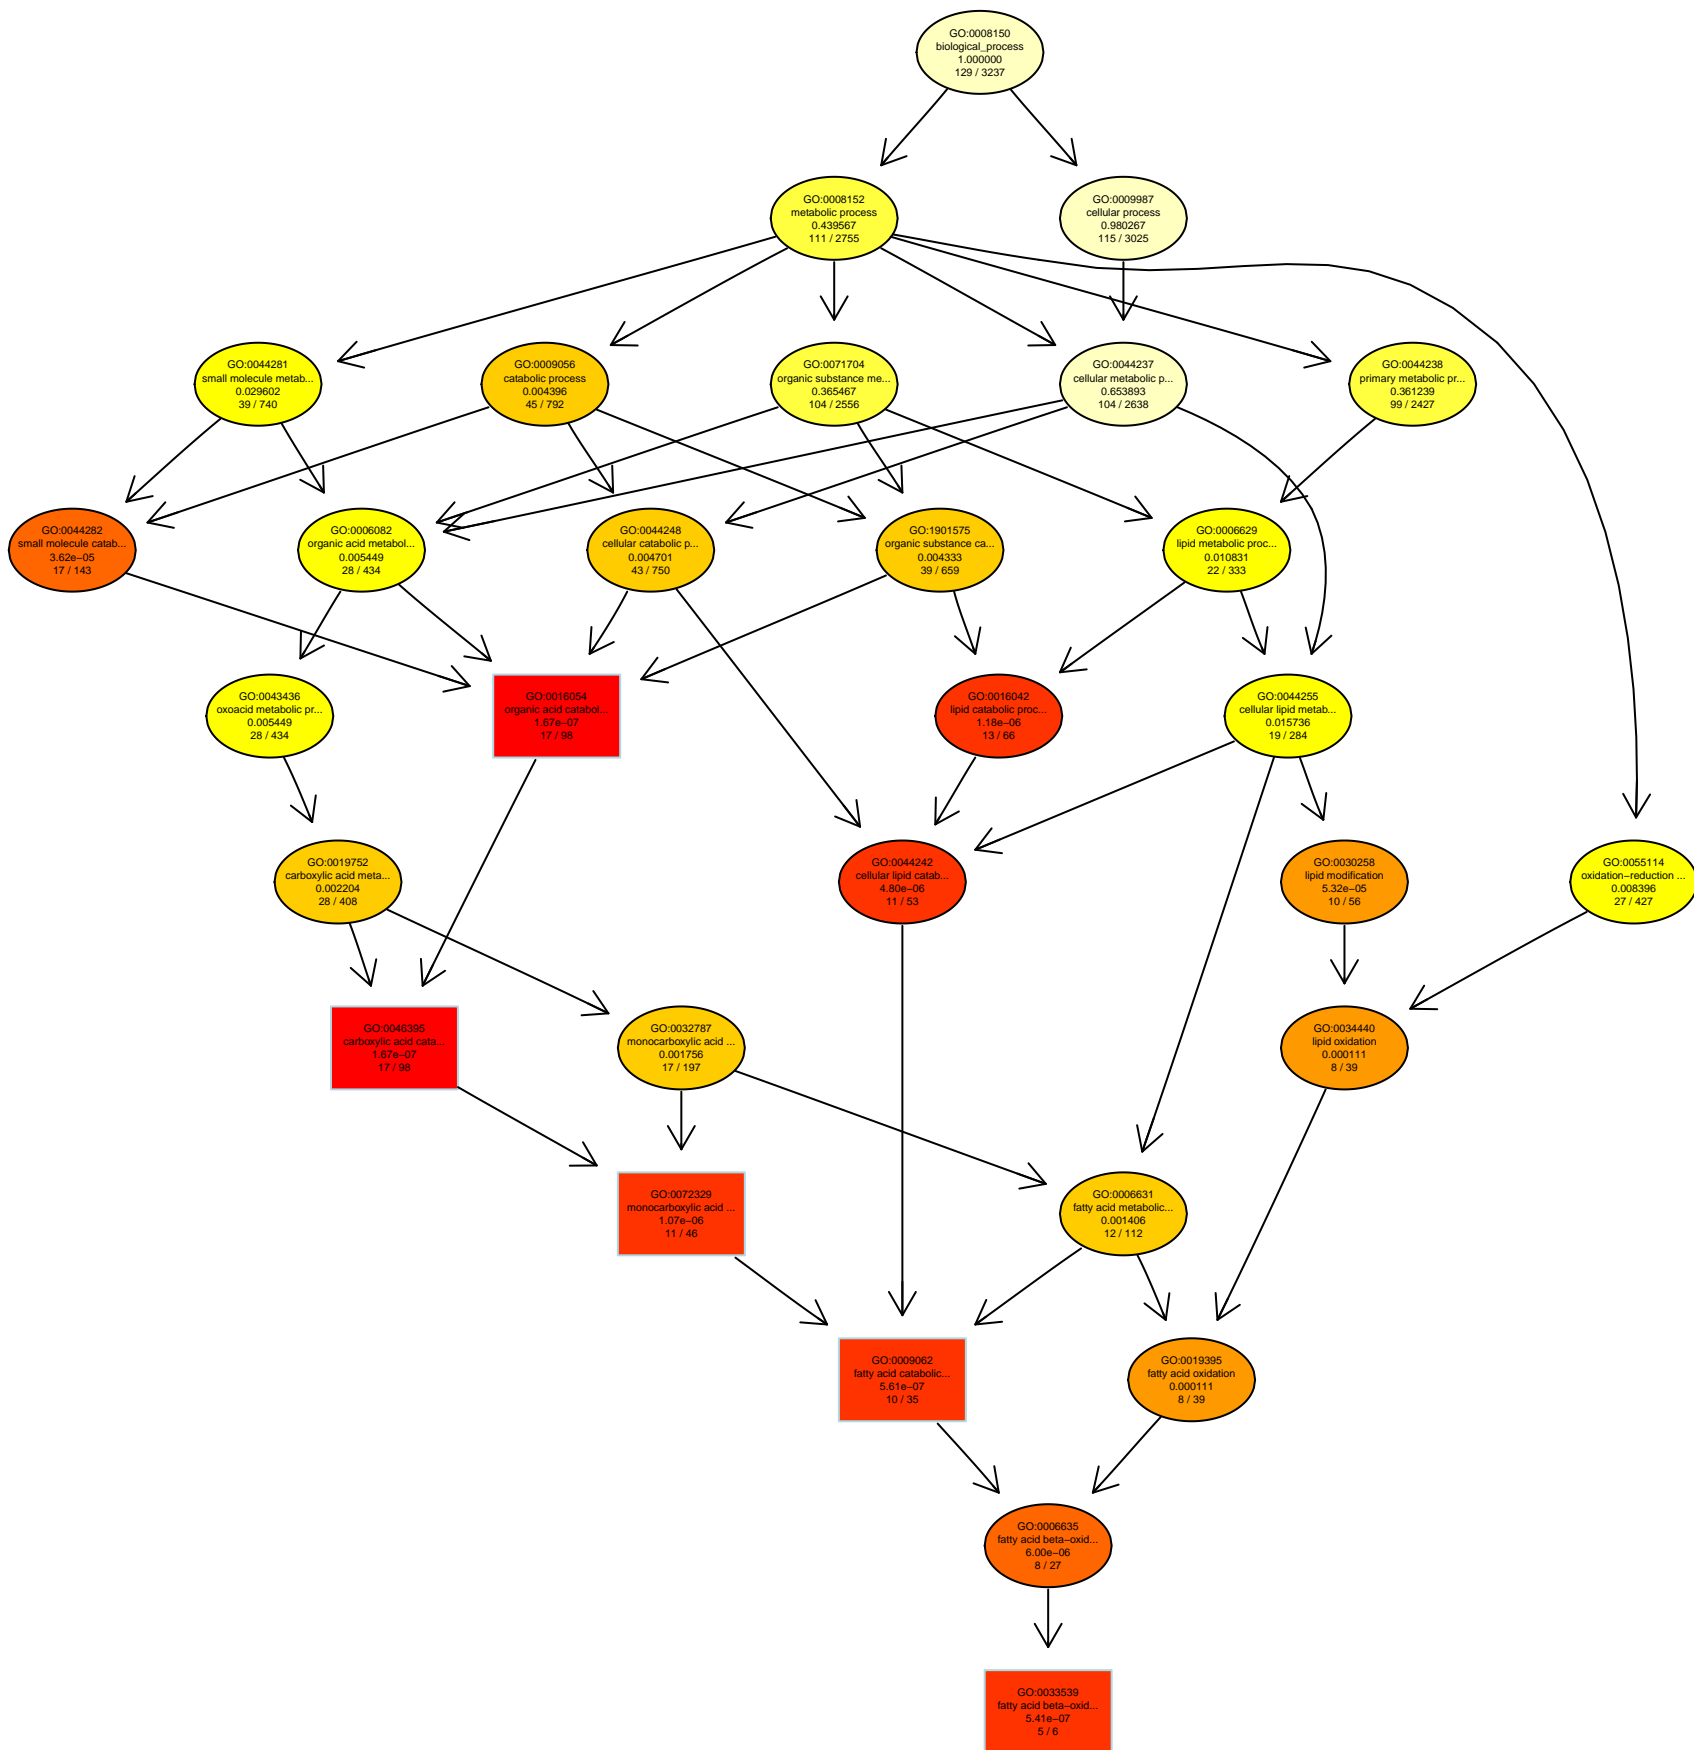 GO:0008150
biological_process
1.000000
129 / 3237
GO:0008152
metabolic process
0.439567
111 / 2755
GO:0009987
cellular process
0.980267
115 / 3025
GO:0044281
small molecule metab...
0.029602
39 / 740
GO:0009056
catabolic process
0.004396
45 / 792
GO:0071704
organic substance me...
0.365467
104 / 2556
GO:0044237
cellular metabolic p...
0.653893
104 / 2638
GO:0044238
primary metabolic pr...
0.361239
99 / 2427
GO:0044282
small molecule catab...
3.62e−05
17 / 143
GO:0006082
organic acid metabol...
0.005449
28 / 434
GO:0044248
cellular catabolic p...
0.004701
43 / 750
GO:1901575
organic substance ca...
0.004333
39 / 659
GO:0006629
lipid metabolic proc...
0.010831
22 / 333
GO:0043436
oxoacid metabolic pr...
0.005449
28 / 434
GO:0016054
organic acid catabol...
1.67e−07
17 / 98
GO:0016042
lipid catabolic proc...
1.18e−06
13 / 66
GO:0044255
cellular lipid metab...
0.015736
19 / 284
GO:0019752
carboxylic acid meta...
0.002204
28 / 408
GO:0044242
cellular lipid catab...
4.80e−06
11 / 53
GO:0030258
lipid modification
5.32e−05
10 / 56
GO:0055114
oxidation−reduction ...
0.008396
27 / 427
GO:0046395
carboxylic acid cata...
1.67e−07
17 / 98
GO:0032787
monocarboxylic acid ...
0.001756
17 / 197
GO:0034440
lipid oxidation
0.000111
8 / 39
GO:0072329
monocarboxylic acid ...
1.07e−06
11 / 46
GO:0006631
fatty acid metabolic...
0.001406
12 / 112
GO:0009062
fatty acid catabolic...
5.61e−07
10 / 35
GO:0019395
fatty acid oxidation
0.000111
8 / 39
GO:0006635
fatty acid beta−oxid...
6.00e−06
8 / 27
GO:0033539
fatty acid beta−oxid...
5.41e−07
5 / 6